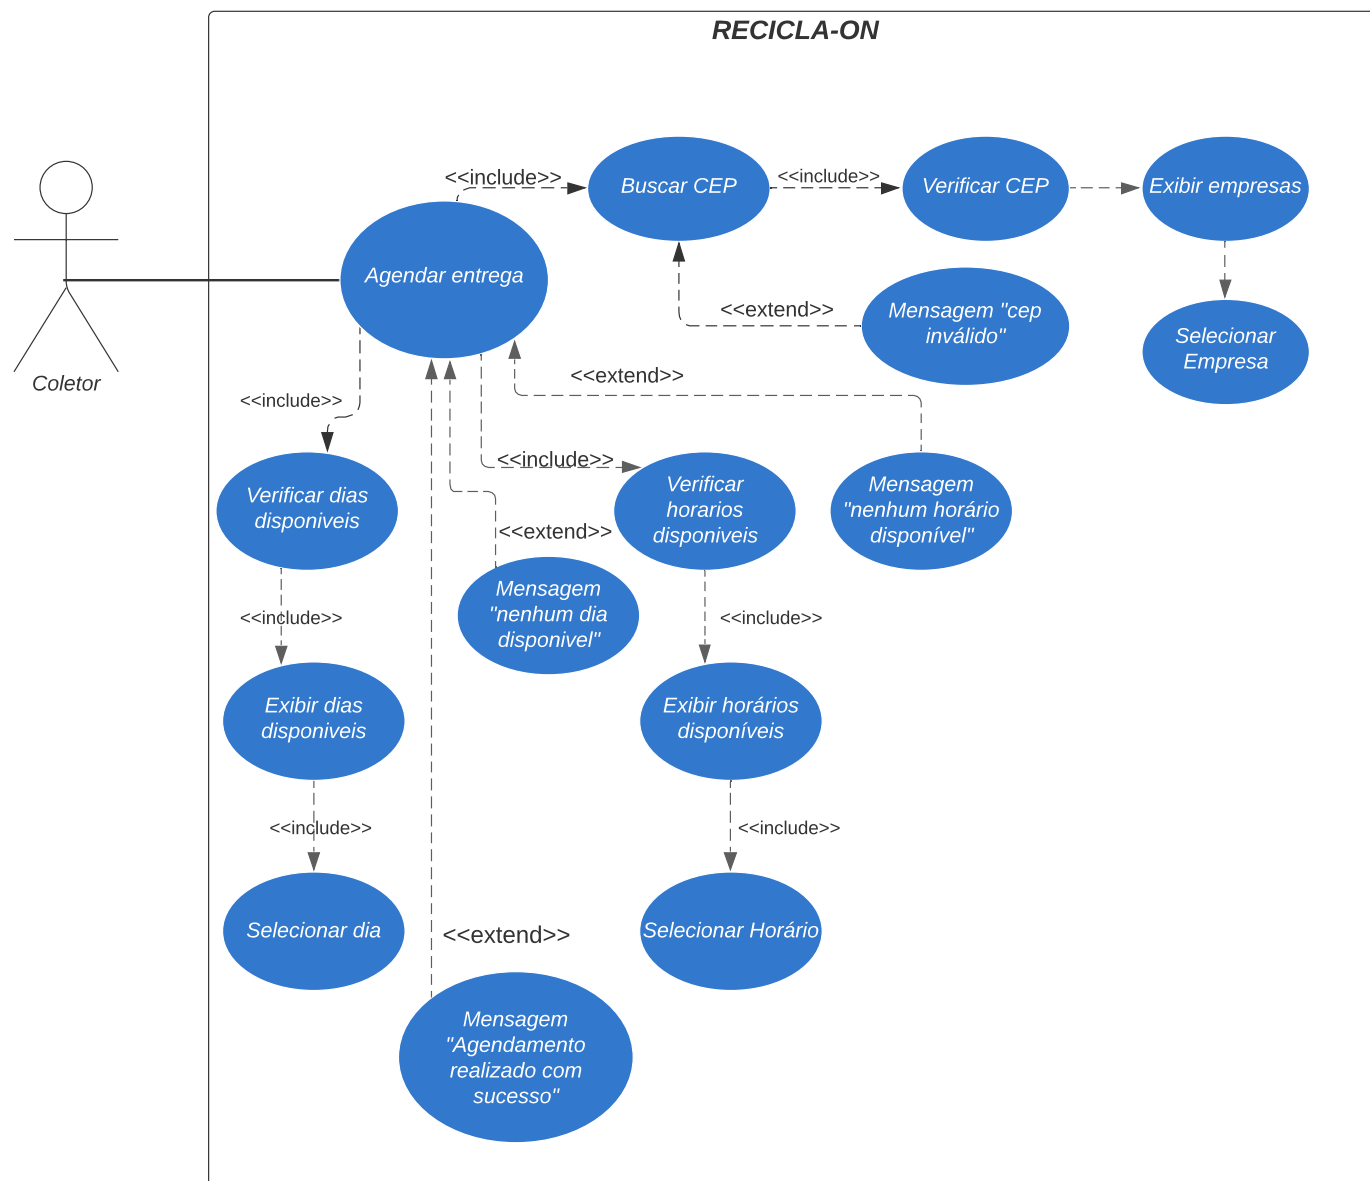 RECICLA-ON
<<include>>
Buscar CEP
<<include>>
Verificar CEP
Exibir empresas
Agendar entrega
<<extend>>
Mensagem "cep
inválido"
Selecionar
Empresa
Coletor
<<include>>
<<extend>>
<<include>>
Verificar dias
disponiveis
<<extend>>
Verificar
horarios
disponiveis
Mensagem
"nenhum horário
disponível"
Mensagem
"nenhum dia
disponivel"
<<include>>
<<include>>
Exibir dias
disponiveis
Exibir horários
disponíveis
<<include>>
<<include>>
Selecionar dia
<<extend>>
Selecionar Horário
Mensagem
"Agendamento
realizado com
sucesso"